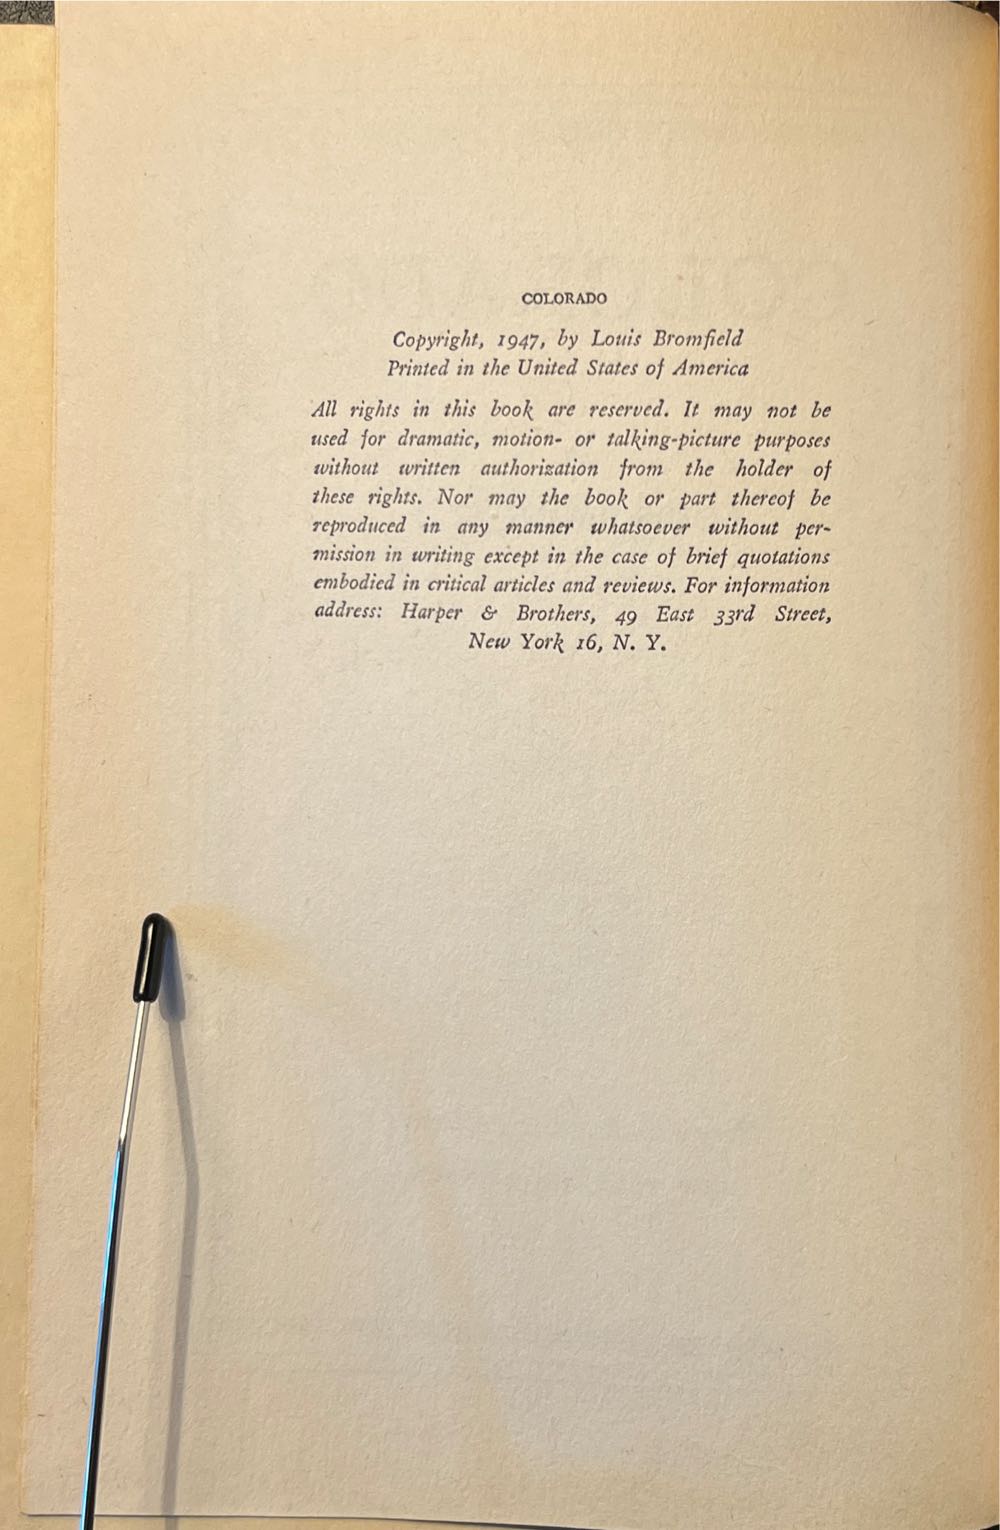 COLORADO
Copyright, 1947, by Louis Bromfield
Printed in the United States of America
All rights in this book are reserved. It may not be
used for dramatic, motion- or talking-picture purposes
without written authorization from the holder of
these rights. Nor may the book or part thereof be
reproduced in any manner whatsoever without per-
mission in writing except in the case of brief quotations
embodied in critical articles and reviews. For information
address: Harper & Brothers, 49 East 33rd Street,
New York 16, N. Y.